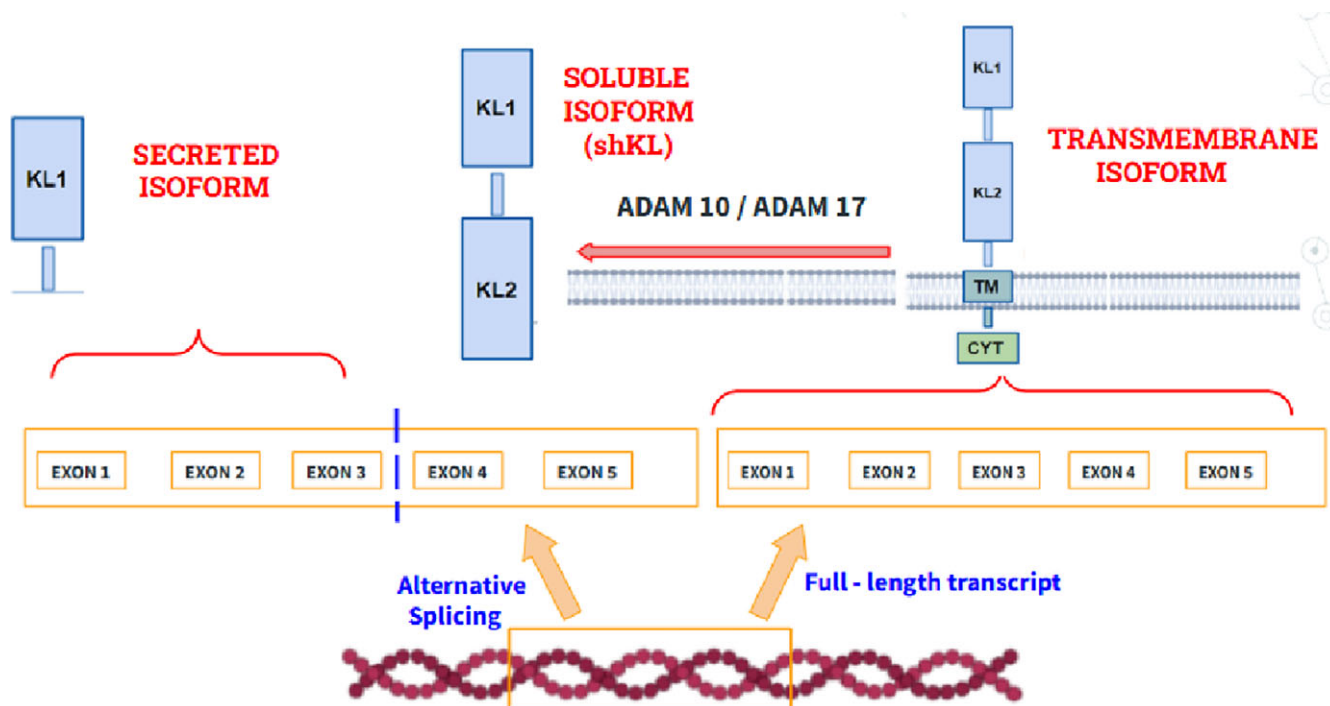 KL1
SECRETED
ISOFORM
KL1
KL2
SOLUBLE
ISOFORM
(shKL)
ADAM 10 / ADAM 17
KL1
KL2
TM
CYT
TRANSMEMBRANE
ISOFORM
EXON 1
EXON 2
EXON 3
EXON 4
EXON 5
EXON 1
EXON 2
EXON 3
EXON 4
EXON 5
Alternative
Splicing
Full - length transcript